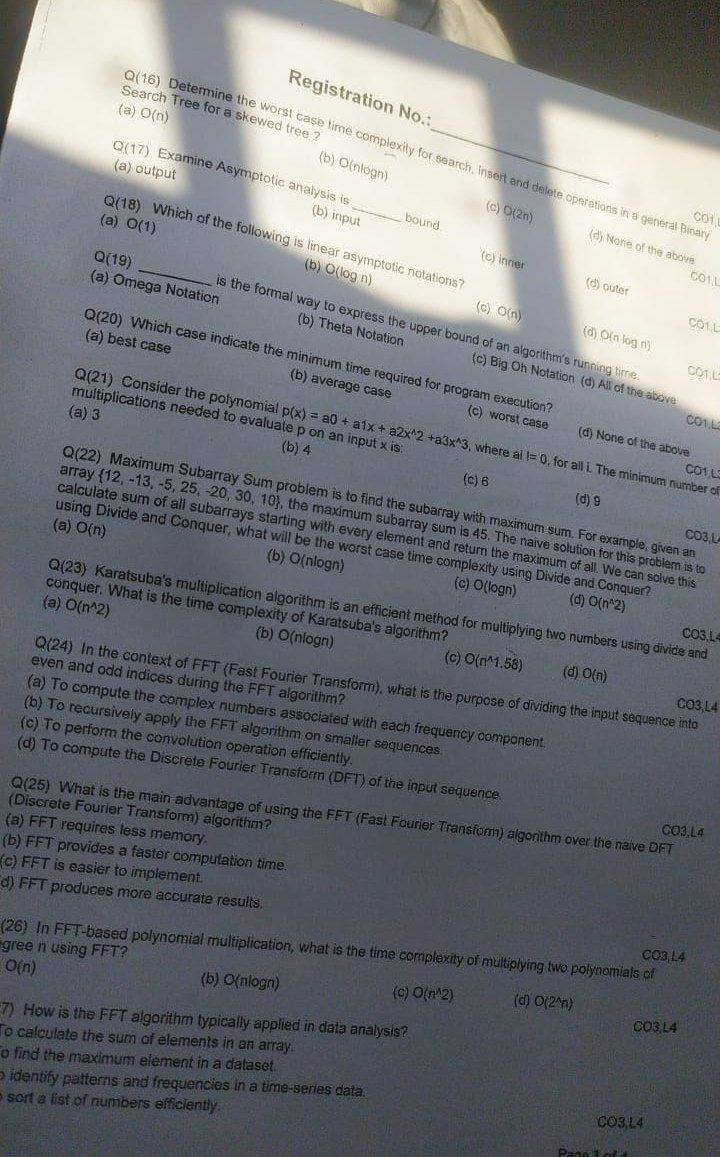 Registration No.:
Q(16) Determine the worst case time complexity for search, insert and delete operations in a general Binary
Search Tree for a skewed tree ?
CO1,
(a) O(n) (b) O(nlogn) (c) O(2n) (d) None of the above
Q(17) Examine Asymptotic analysis is ________ bound.
CO1,L
(a) output (b) input (c) inner (d) outer
Q(18) Which of the following is linear asymptotic notations?
CO1,L
(a) O(1) (b) O(log n) (c) O(n) (d) O(n log n)
Q(19) ________ is the formal way to express the upper bound of an algorithm's running time.
CO1,L
(a) Omega Notation (b) Theta Notation (c) Big Oh Notation (d) All of the above
Q(20) Which case indicate the minimum time required for program execution?
CO1,L
(a) best case (b) average case (c) worst case (d) None of the above
CO1,L
Q(21) Consider the polynomial p(x) = a0 + a1x + a2x^2 +a3x^3, where ai != 0, for all i. The minimum number of
multiplications needed to evaluate p on an input x is:
(a) 3 (b) 4 (c) 6 (d) 9
CO3,L
Q(22) Maximum Subarray Sum problem is to find the subarray with maximum sum. For example, given an
array {12, -13, -5, 25, -20, 30, 10}, the maximum subarray sum is 45. The naive solution for this problem is to
calculate sum of all subarrays starting with every element and return the maximum of all. We can solve this
using Divide and Conquer, what will be the worst case time complexity using Divide and Conquer?
(a) O(n) (b) O(nlogn) (c) O(logn) (d) O(n^2)
CO3,L4
Q(23) Karatsuba's multiplication algorithm is an efficient method for multiplying two numbers using divide and
conquer. What is the time complexity of Karatsuba's algorithm?
(a) O(n^2) (b) O(nlogn) (c) O(n^1.58) (d) O(n)
CO3,L4
Q(24) In the context of FFT (Fast Fourier Transform), what is the purpose of dividing the input sequence into
even and odd indices during the FFT algorithm?
(a) To compute the complex numbers associated with each frequency component.
(b) To recursively apply the FFT algorithm on smaller sequences.
(c) To perform the convolution operation efficiently.
(d) To compute the Discrete Fourier Transform (DFT) of the input sequence.
CO3,L4
Q(25) What is the main advantage of using the FFT (Fast Fourier Transform) algorithm over the naive DFT
(Discrete Fourier Transform) algorithm?
(a) FFT requires less memory.
(b) FFT provides a faster computation time.
(c) FFT is easier to implement.
d) FFT produces more accurate results.
CO3,L4
(26) In FFT-based polynomial multiplication, what is the time complexity of multiplying two polynomials of
egree n using FFT?
O(n) (b) O(nlogn) (c) O(n^2) (d) O(2^n)
CO3,L4
7) How is the FFT algorithm typically applied in data analysis?
To calculate the sum of elements in an array.
o find the maximum element in a dataset.
o identify patterns and frequencies in a time-series data.
sort a list of numbers efficiently.
CO3,L4
Page 3 of 4